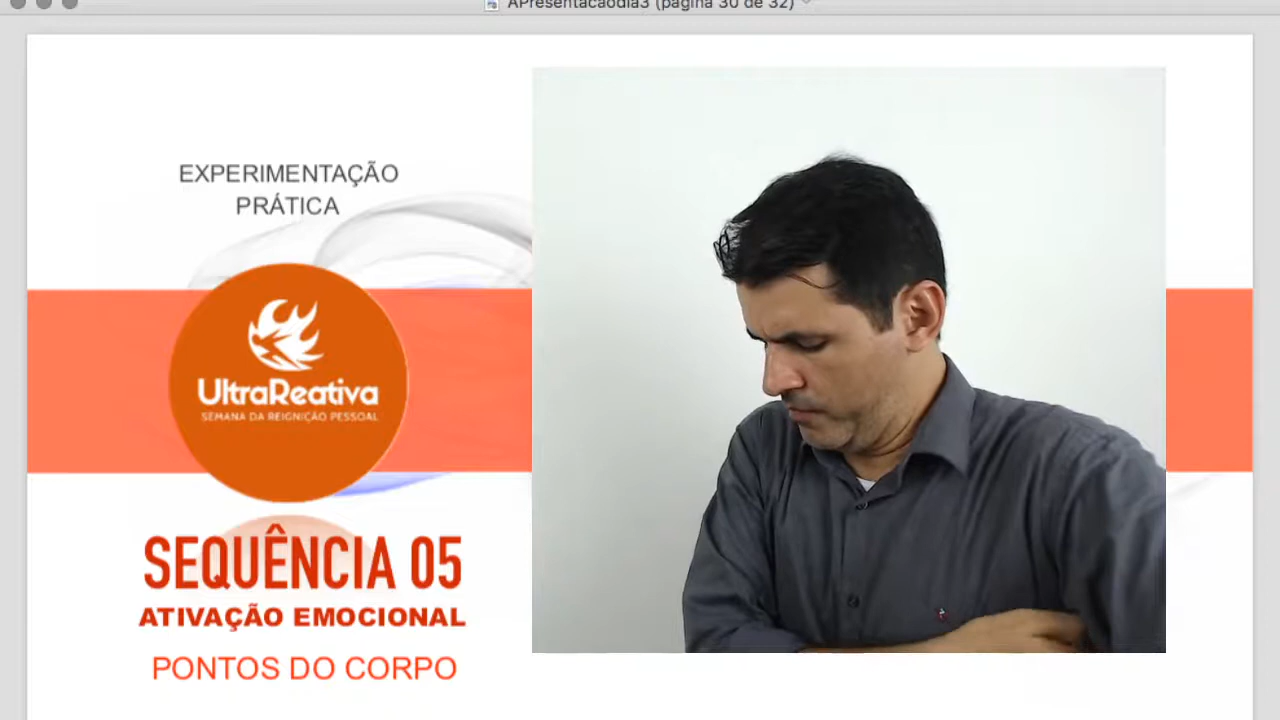 APresentacaodia3 (página 30 de 32)
EXPERIMENTAÇÃO
PRÁTICA
UltraReativa
SEMANA DA REIGNIÇÃO PESSOAL
SEQUÊNCIA 05
ATIVAÇÃO EMOCIONAL
PONTOS DO CORPO